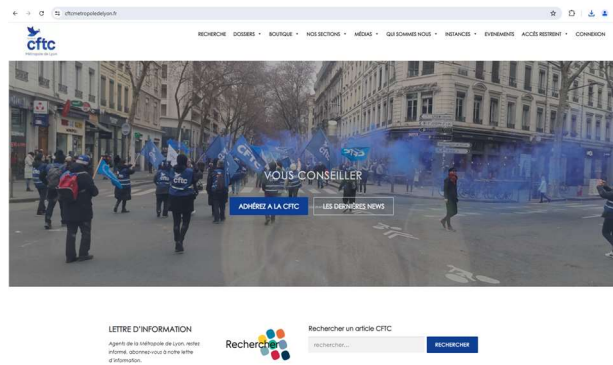 cftcmetropoledelyon.fr
cftc
Métropole de Lyon
RECHERCHE DOSSIERS BOUTIQUE NOS SECTIONS MÉDIAS QUI SOMMES NOUS INSTANCES EVENEMENTS ACCÈS RESTREINT CONNEXION
CFTC
CFTC
VOUS CONSEILLER
ADHÉREZ A LA CFTC LES DERNIÈRES NEWS
LETTRE D'INFORMATION
Agents de la Métropole de Lyon, restez
informé, abonnez-vous à notre lettre
d'information.
Rechercher
Rechercher un article CFTC
rechercher... RECHERCHER